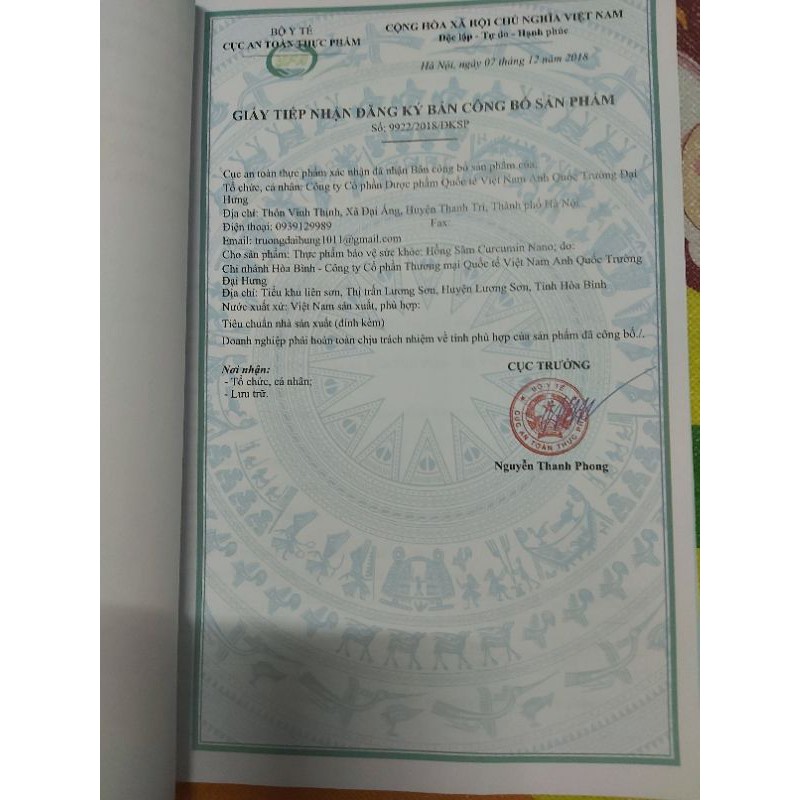 BỘ Y TẾ
CỤC AN TOÀN THỰC PHẨM
CỘNG HÒA XÃ HỘI CHỦ NGHĨA VIỆT NAM
Độc lập - Tự do - Hạnh phúc
Hà Nội, ngày 07 tháng 12 năm 2018
GIẤY TIẾP NHẬN ĐĂNG KÝ BẢN CÔNG BỐ SẢN PHẨM
Số: 9922/2018/ĐKSP
Cục an toàn thực phẩm xác nhận đã nhận Bản công bố sản phẩm của:
Tổ chức, cá nhân: Công ty Cổ phần Dược phẩm Quốc tế Việt Nam Anh Quốc Trường Đại
Hưng
Địa chỉ: Thôn Vĩnh Thịnh, Xã Đại Áng, Huyện Thanh Trì, Thành phố Hà Nội
Điện thoại: 0939129989 Fax:
Email: truongdaihung1011@gmail.com
Cho sản phẩm: Thực phẩm bảo vệ sức khỏe: Hồng Sâm Curcumin Nano; do:
Chi nhánh Hòa Bình - Công ty Cổ phần Thương mại Quốc tế Việt Nam Anh Quốc Trường
Đại Hưng
Địa chỉ: Tiểu khu liên sơn, Thị trấn Lương Sơn, Huyện Lương Sơn, Tỉnh Hòa Bình
Nước xuất xứ: Việt Nam sản xuất, phù hợp:
Tiêu chuẩn nhà sản xuất (đính kèm)
Doanh nghiệp phải hoàn toàn chịu trách nhiệm về tính phù hợp của sản phẩm đã công bố./.
Nơi nhận:
- Tổ chức, cá nhân;
- Lưu trữ.
CỤC TRƯỞNG
BỘ Y TẾ
CỤC AN TOÀN THỰC PHẨM
Nguyễn Thanh Phong